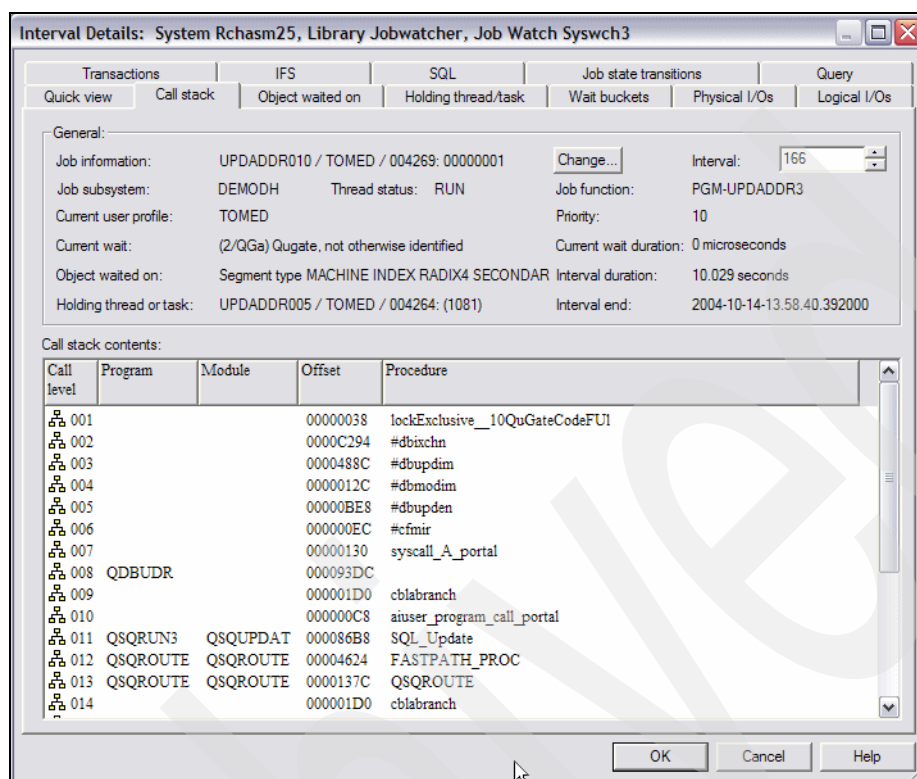 Interval Details: System Rchasm25, Library Jobwatcher, Job Watch Syswch3
Transactions IFS SQL Job state transitions Query
Quick view Call stack Object waited on Holding thread/task Wait buckets Physical I/Os Logical I/Os
General:
Job information: UPDADDR010 / TOMED / 004269: 00000001 Change... Interval: 166
Job subsystem: DEMODH Thread status: RUN Job function: PGM-UPDADDR3
Current user profile: TOMED Priority: 10
Current wait: (2/QGa) Qugate, not otherwise identified Current wait duration: 0 microseconds
Object waited on: Segment type MACHINE INDEX RADIX4 SECONDAR Interval duration: 10.029 seconds
Holding thread or task: UPDADDR005 / TOMED / 004264: (1081) Interval end: 2004-10-14-13.58.40.392000
Call stack contents:
Call level Program Module Offset Procedure
001 00000038 lockExclusive__10QuGateCodeFUl
002 0000C294 #dbixchn
003 0000488C #dbupdim
004 0000012C #dbmodim
005 00000BE8 #dbupden
006 000000EC #cfmir
007 00000130 syscall_A_portal
008 QDBUDR 000093DC
009 000001D0 cblabranch
010 000000C8 aiuser_program_call_portal
011 QSQRUN3 QSQUPDAT 000086B8 SQL_Update
012 QSQROUTE QSQROUTE 00004624 FASTPATH_PROC
013 QSQROUTE QSQROUTE 0000137C QSQROUTE
014 000001D0 cblabranch
OK Cancel Help